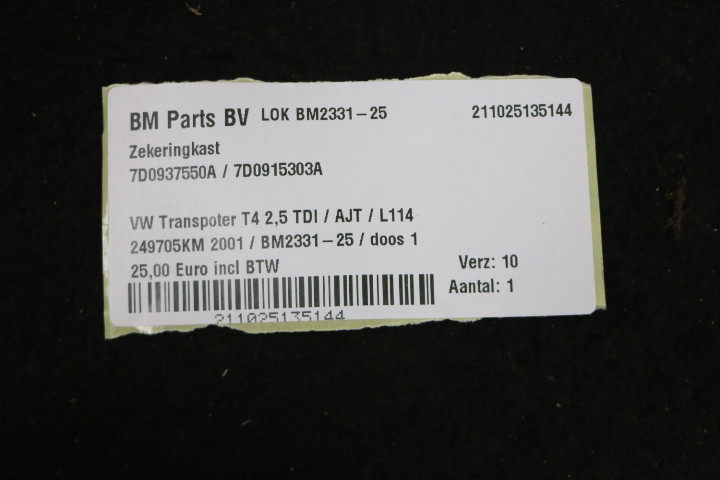 BM Parts BV LOK BM2331-25 211025135144
Zekeringkast
7D0937550A / 7D0915303A
VW Transpoter T4 2,5 TDI / AJT / L114
249705KM 2001 / BM2331-25 / doos 1
25,00 Euro incl BTW
Verz: 10
Aantal: 1
211025135144